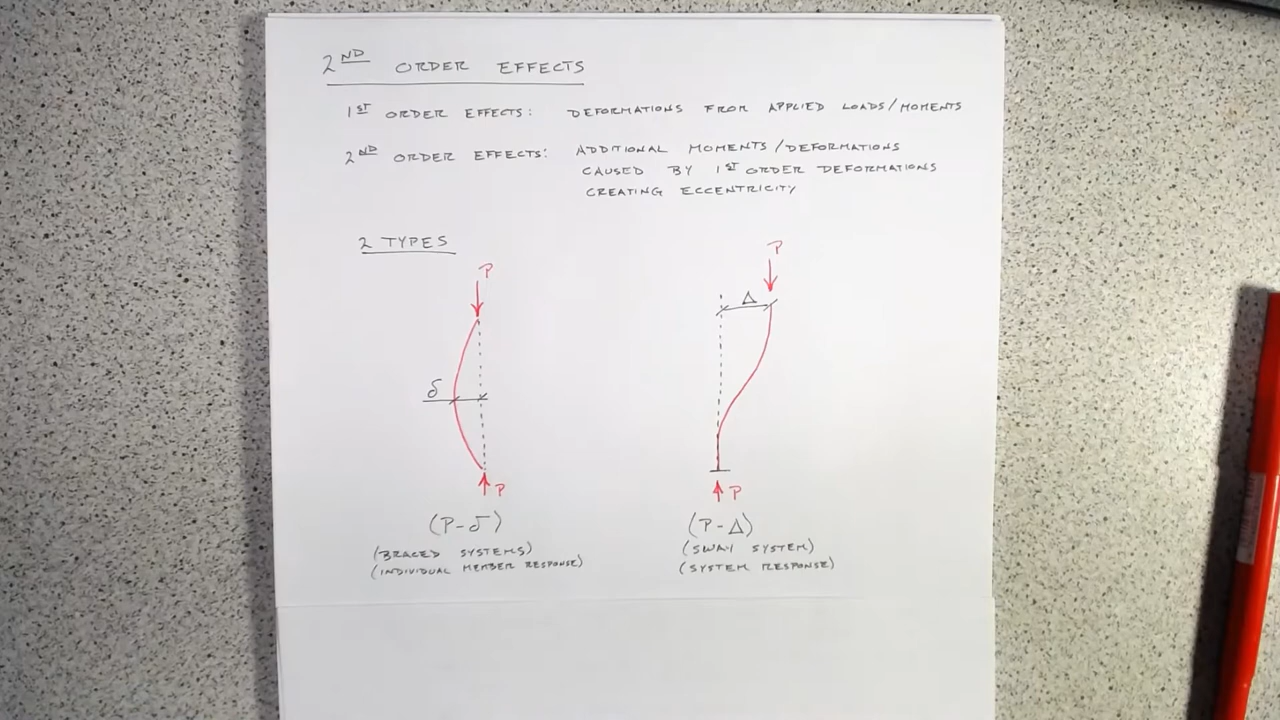 2ND ORDER EFFECTS
1ST ORDER EFFECTS: DEFORMATIONS FROM APPLIED LOADS/MOMENTS
2ND ORDER EFFECTS: ADDITIONAL MOMENTS/DEFORMATIONS
CAUSED BY 1ST ORDER DEFORMATIONS
CREATING ECCENTRICITY
2 TYPES
P
P
Δ
δ
P
P
(P-δ)
(P-Δ)
(BRACED SYSTEMS)
(SWAY SYSTEM)
(INDIVIDUAL MEMBER RESPONSE)
(SYSTEM RESPONSE)